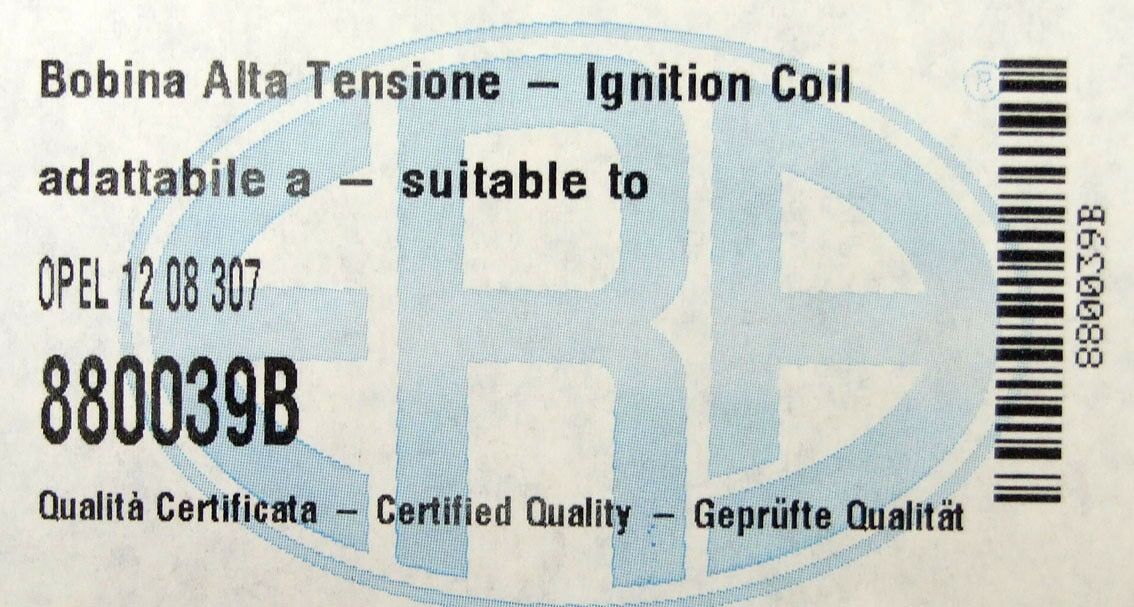 Bobina Alta Tensione – Ignition Coil
adattabile a – suitable to
OPEL 12 08 307
880039B
Qualità Certificata – Certified Quality – Geprüfte Qualität
880039B
ERA
®